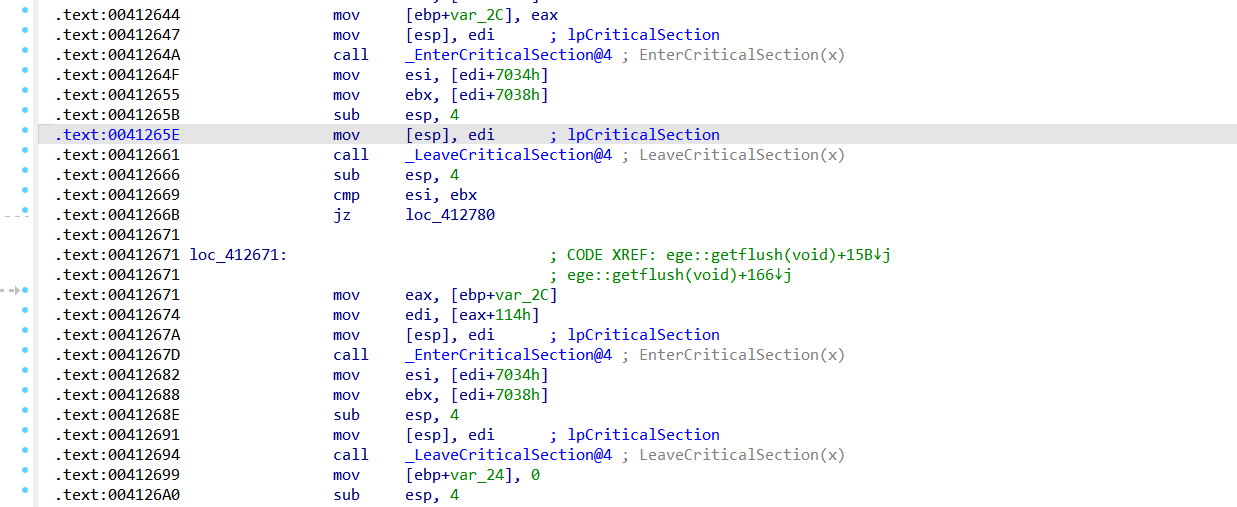 .text:00412644 mov [ebp+var_2C], eax
.text:00412647 mov [esp], edi ; lpCriticalSection
.text:0041264A call _EnterCriticalSection@4 ; EnterCriticalSection(x)
.text:0041264F mov esi, [edi+7034h]
.text:00412655 mov ebx, [edi+7038h]
.text:0041265B sub esp, 4
.text:0041265E mov [esp], edi ; lpCriticalSection
.text:00412661 call _LeaveCriticalSection@4 ; LeaveCriticalSection(x)
.text:00412666 sub esp, 4
.text:00412669 cmp esi, ebx
.text:0041266B jz loc_412780
.text:00412671
.text:00412671 loc_412671: ; CODE XREF: ege::getflush(void)+15B↓j
.text:00412671 ; ege::getflush(void)+166↓j
.text:00412671 mov eax, [ebp+var_2C]
.text:00412674 mov edi, [eax+114h]
.text:0041267A mov [esp], edi ; lpCriticalSection
.text:0041267D call _EnterCriticalSection@4 ; EnterCriticalSection(x)
.text:00412682 mov esi, [edi+7034h]
.text:00412688 mov ebx, [edi+7038h]
.text:0041268E sub esp, 4
.text:00412691 mov [esp], edi ; lpCriticalSection
.text:00412694 call _LeaveCriticalSection@4 ; LeaveCriticalSection(x)
.text:00412699 mov [ebp+var_24], 0
.text:004126A0 sub esp, 4